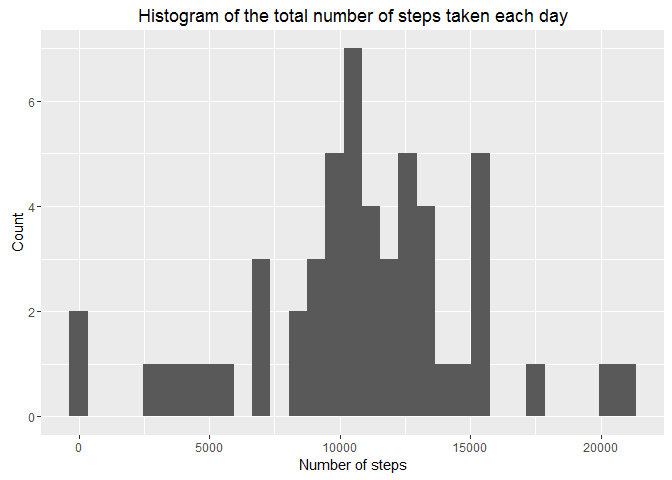 Histogram of the total number of steps taken each day
Count
6
4
2
0
0 5000 10000 15000 20000
Number of steps